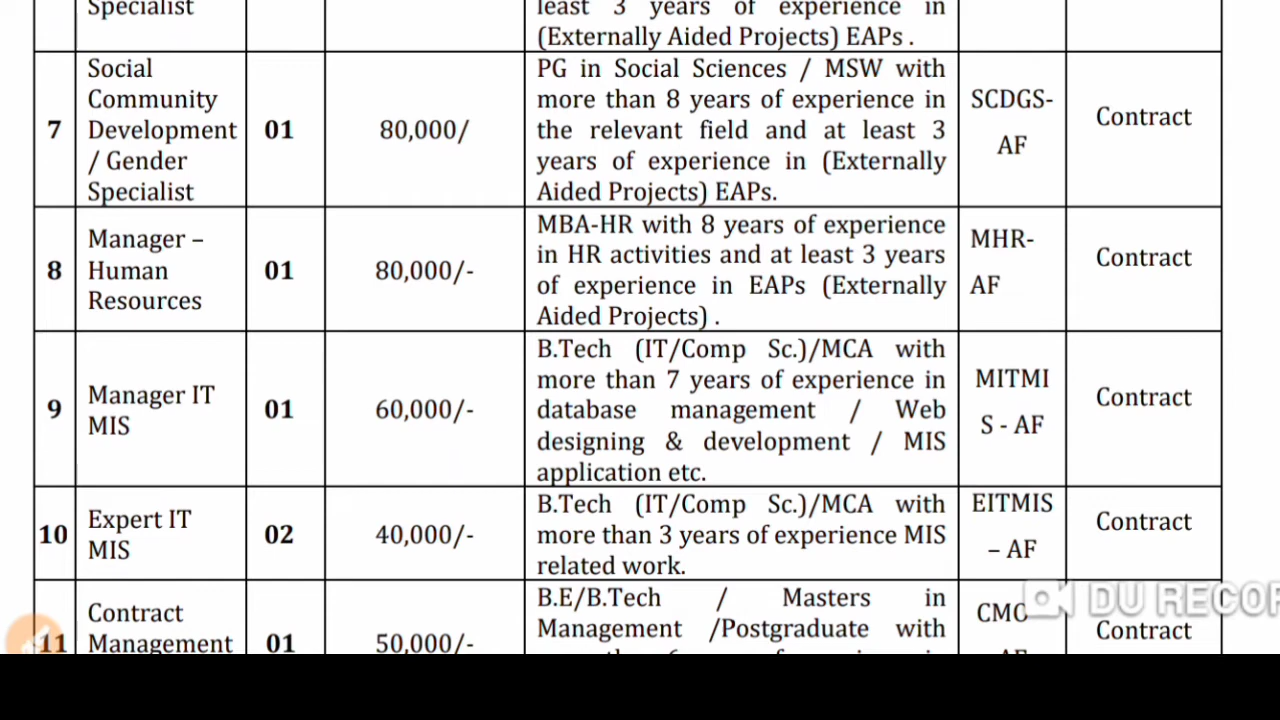 Specialist
least 3 years of experience in
(Externally Aided Projects) EAPs .
7
Social
Community
Development
/ Gender
Specialist
01
80,000/
PG in Social Sciences / MSW with
more than 8 years of experience in
the relevant field and at least 3
years of experience in (Externally
Aided Projects) EAPs.
SCDGS-
AF
Contract
8
Manager –
Human
Resources
01
80,000/-
MBA-HR with 8 years of experience
in HR activities and at least 3 years
of experience in EAPs (Externally
Aided Projects) .
MHR-
AF
Contract
9
Manager IT
MIS
01
60,000/-
B.Tech (IT/Comp Sc.)/MCA with
more than 7 years of experience in
database management / Web
designing & development / MIS
application etc.
MITMI
S - AF
Contract
10
Expert IT
MIS
02
40,000/-
B.Tech (IT/Comp Sc.)/MCA with
more than 3 years of experience MIS
related work.
EITMIS
– AF
Contract
11
Contract
Management
01
50,000/-
B.E/B.Tech / Masters in
Management /Postgraduate with
CMO
Contract
DU RECOR